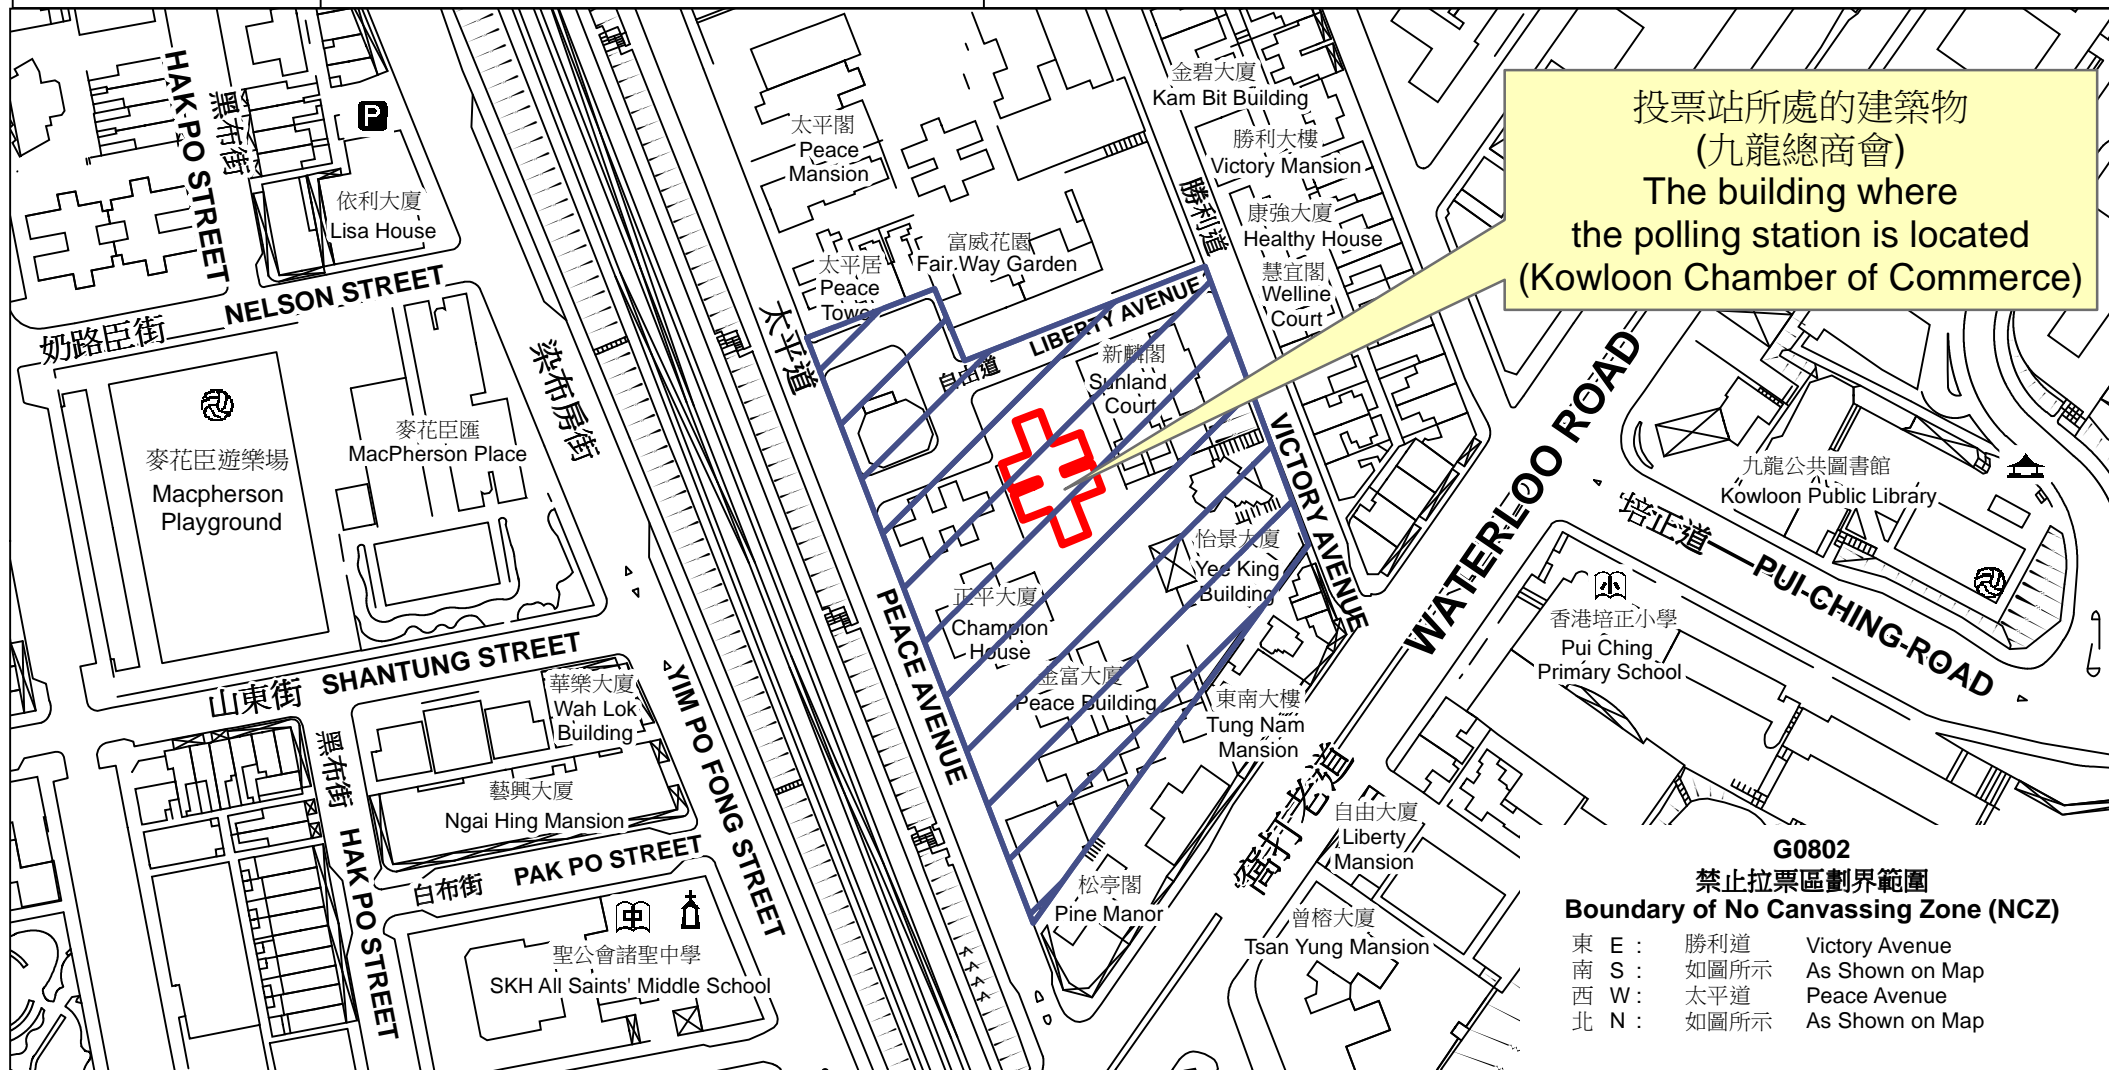 投票站所處的建築物
(九龍總商會)
The building where
the polling station is located
(Kowloon Chamber of Commerce)
HAK PO STREET
黑布街
P
依利大廈
Lisa House
NELSON STREET
奶路臣街
麥花臣遊樂場
Macpherson
Playground
麥花臣匯
MacPherson Place
染布房街
山東街 SHANTUNG STREET
華樂大廈
Wah Lok
Building
藝興大廈
Ngai Hing Mansion
黑布街 HAK PO STREET
白布街 PAK PO STREET
YIM PO FONG STREET
中
聖公會諸聖中學
SKH All Saints' Middle School
太平閣
Peace
Mansion
太平居
Peace
Tower
富威花園
Fair Way Garden
太平道
PEACE AVENUE
金碧大廈
Kam Bit Building
勝利大樓
Victory Mansion
勝利道
康強大廈
Healthy House
慧宜閣
Welline
Court
自由道 LIBERTY AVENUE
新麟閣
Sunland
Court
VICTORY AVENUE
怡景大廈
Yee King
Building
正平大廈
Champion
House
金富大廈
Peace Building
東南大樓
Tung Nam
Mansion
松亭閣
Pine Manor
窩打老道 WATERLOO ROAD
自由大廈
Liberty
Mansion
曾榕大廈
Tsan Yung Mansion
九龍公共圖書館
Kowloon Public Library
培正道 PUI CHING ROAD
小
香港培正小學
Pui Ching
Primary School
G0802
禁止拉票區劃界範圍
Boundary of No Canvassing Zone (NCZ)
東 E : 勝利道 Victory Avenue
南 S : 如圖所示 As Shown on Map
西 W : 太平道 Peace Avenue
北 N : 如圖所示 As Shown on Map